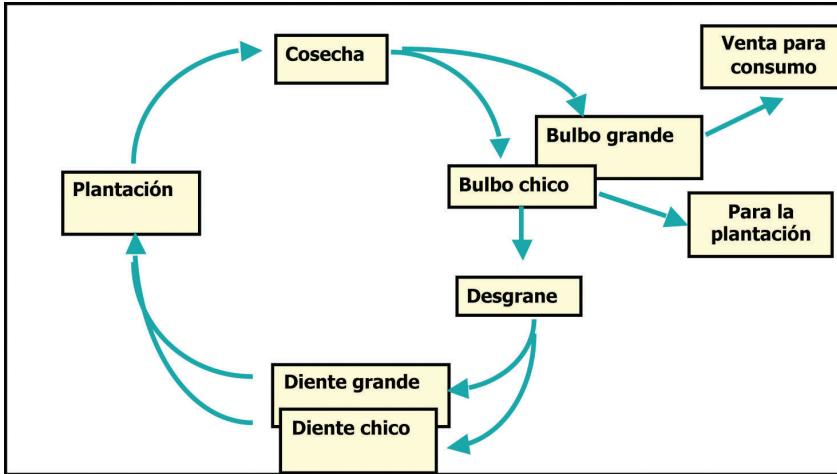 Cosecha
Venta para
consumo
Bulbo grande
Bulbo chico
Plantación
Para la
plantación
Desgrane
Diente grande
Diente chico